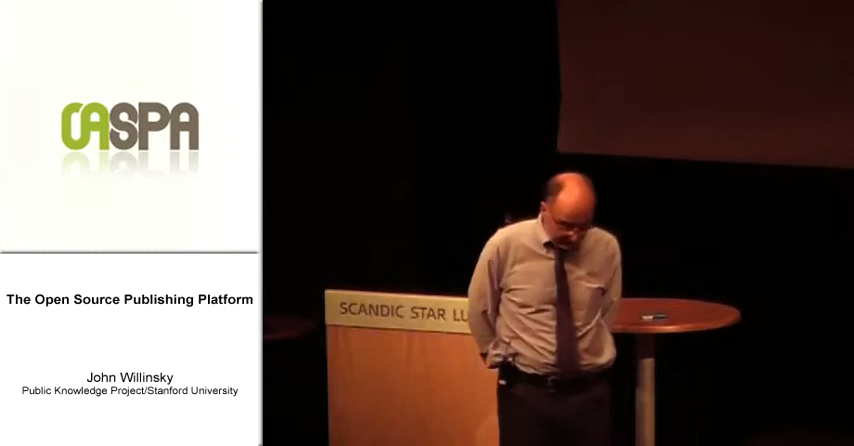 OASPA
The Open Source Publishing Platform
John Willinsky
Public Knowledge Project/Stanford University
SCANDIC STAR LU